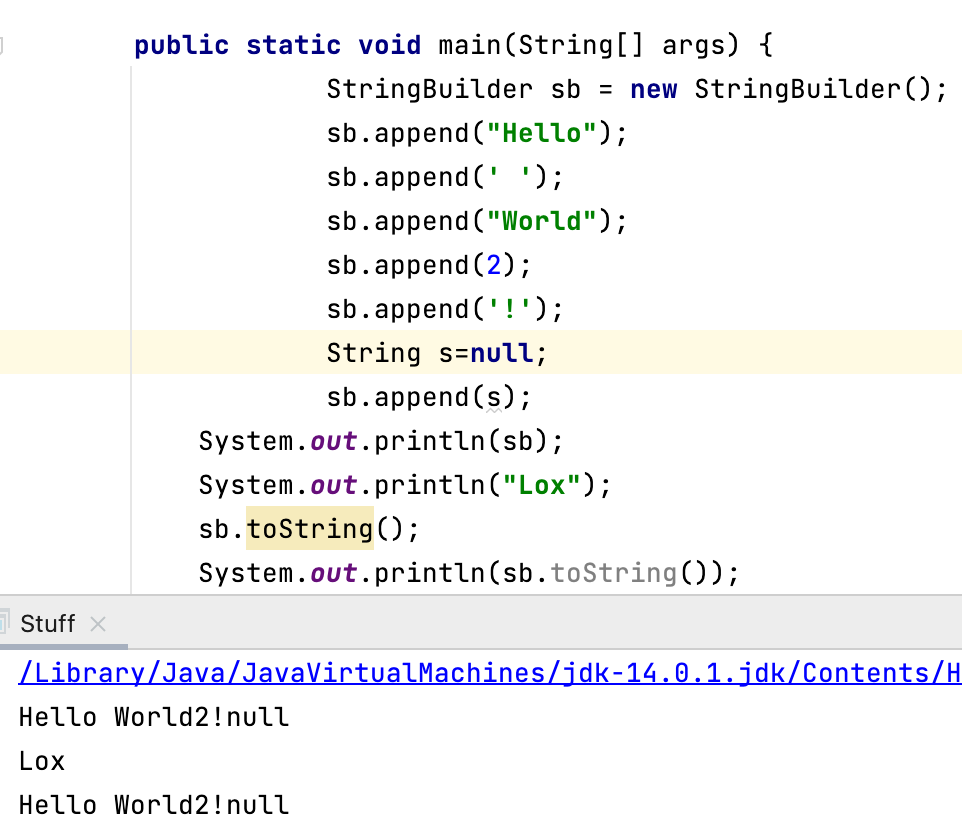 public static void main(String[] args) {
StringBuilder sb = new StringBuilder();
sb.append("Hello");
sb.append(' ');
sb.append("World");
sb.append(2);
sb.append('!');
String s=null;
sb.append(s);
System.out.println(sb);
System.out.println("Lox");
sb.toString();
System.out.println(sb.toString());
Stuff
/Library/Java/JavaVirtualMachines/jdk-14.0.1.jdk/Contents/H
Hello World2!null
Lox
Hello World2!null